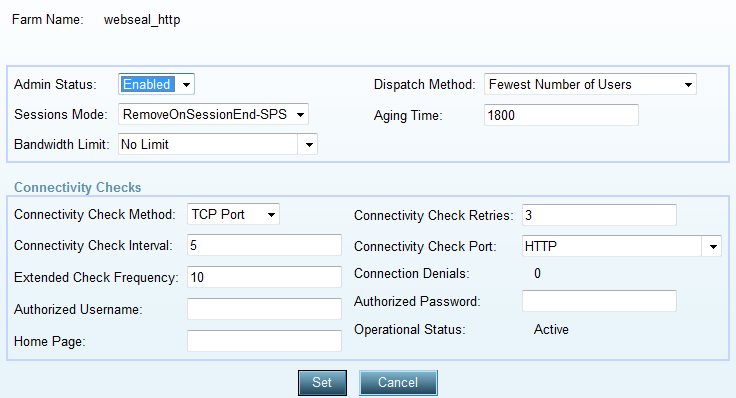 Farm Name: webseal_http
Admin Status: Enabled Dispatch Method: Fewest Number of Users
Sessions Mode: RemoveOnSessionEnd-SPS Aging Time: 1800
Bandwidth Limit: No Limit
Connectivity Checks
Connectivity Check Method: TCP Port Connectivity Check Retries: 3
Connectivity Check Interval: 5 Connectivity Check Port: HTTP
Extended Check Frequency: 10 Connection Denials: 0
Authorized Username: Authorized Password:
Home Page: Operational Status: Active
Set Cancel